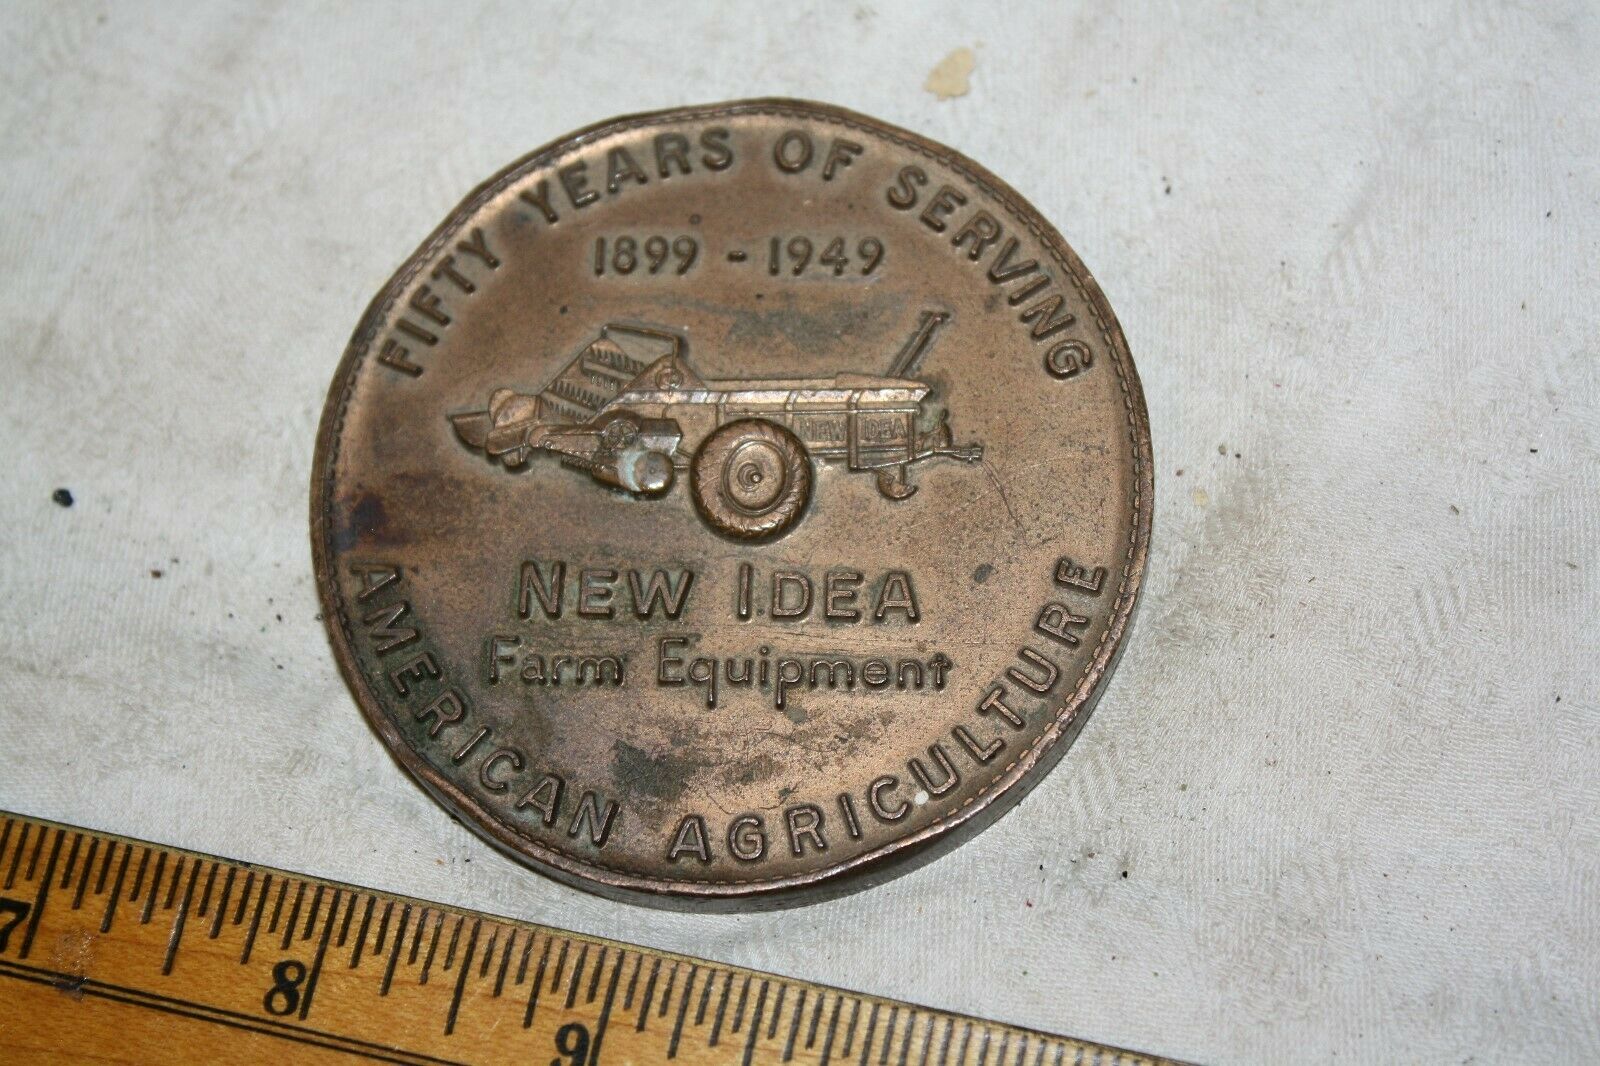 FIFTY YEARS OF SERVING
1899 - 1949
NEW IDEA
NEW IDEA
Farm Equipment
AMERICAN AGRICULTURE
7
8
9